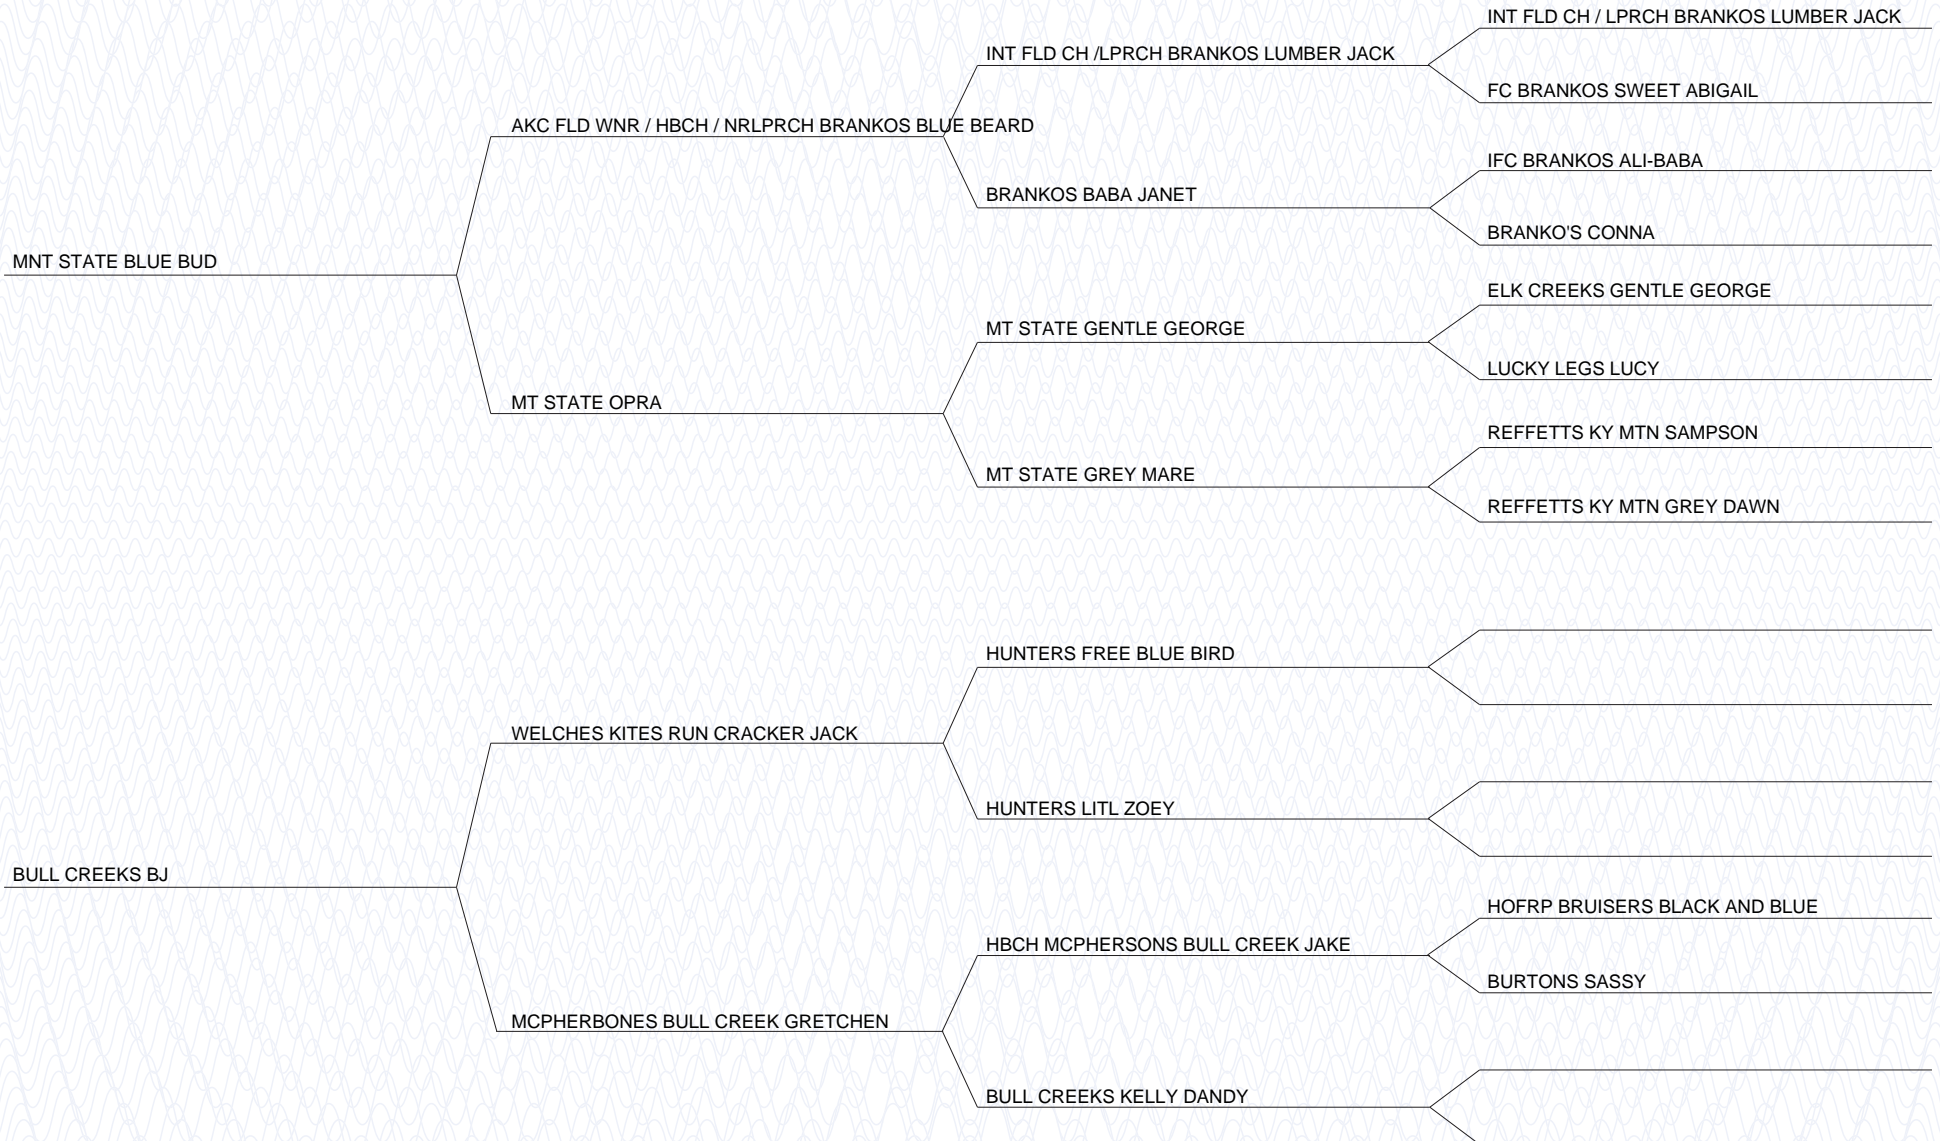 INT FLD CH / LPRCH BRANKOS LUMBER JACK
INT FLD CH /LPRCH BRANKOS LUMBER JACK
FC BRANKOS SWEET ABIGAIL
AKC FLD WNR / HBCH / NRLPRCH BRANKOS BLUE BEARD
IFC BRANKOS ALI-BABA
BRANKOS BABA JANET
BRANKO'S CONNA
MNT STATE BLUE BUD
ELK CREEKS GENTLE GEORGE
MT STATE GENTLE GEORGE
LUCKY LEGS LUCY
MT STATE OPRA
REFFETTS KY MTN SAMPSON
MT STATE GREY MARE
REFFETTS KY MTN GREY DAWN
HUNTERS FREE BLUE BIRD
WELCHES KITES RUN CRACKER JACK
HUNTERS LITL ZOEY
BULL CREEKS BJ
HOFRP BRUISERS BLACK AND BLUE
HBCH MCPHERSONS BULL CREEK JAKE
BURTONS SASSY
MCPHERBONES BULL CREEK GRETCHEN
BULL CREEKS KELLY DANDY